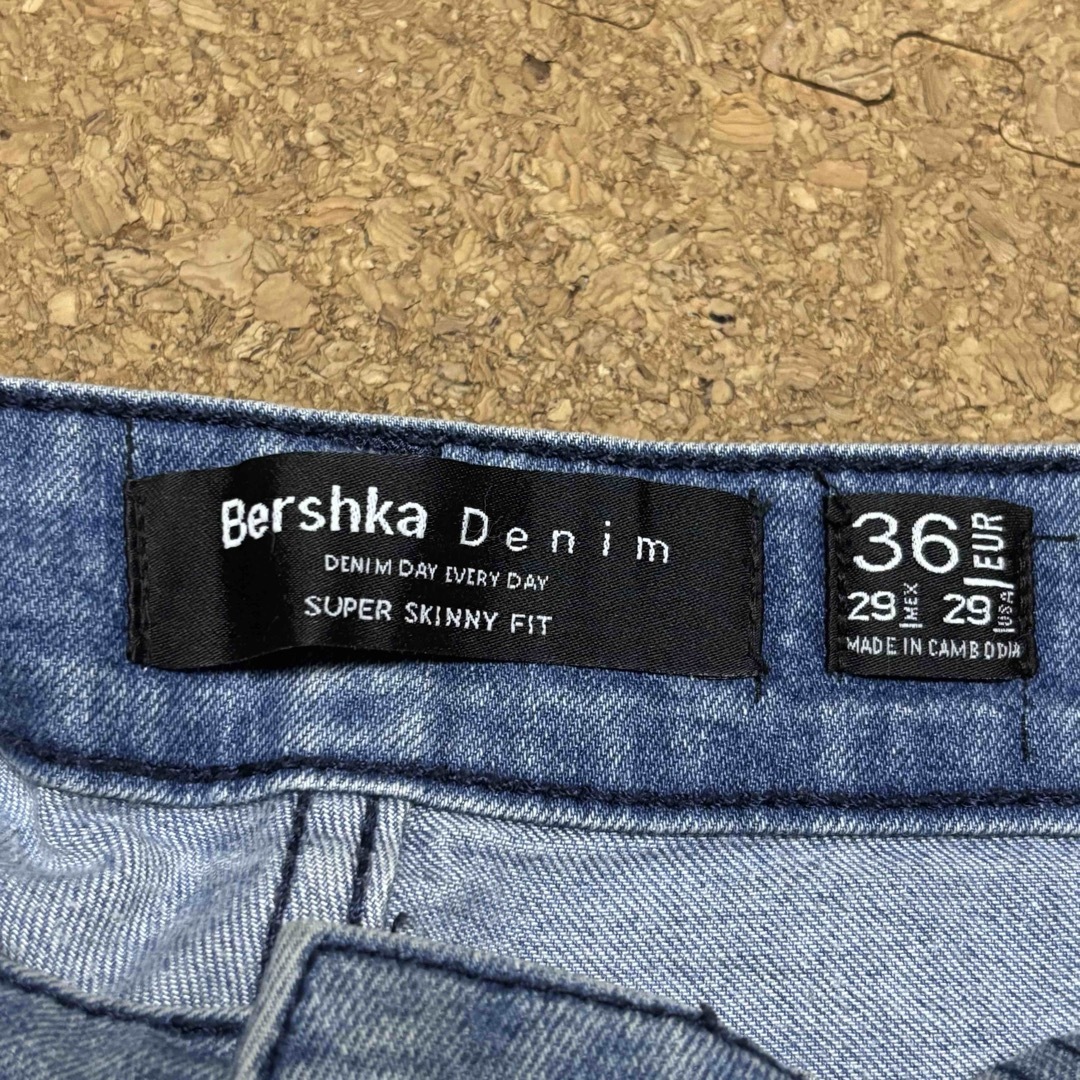 Bershka Denim
DENIM DAY EVERY DAY
SUPER SKINNY FIT
36 EUR
29 MEX 29 USA
MADE IN CAMBODIA